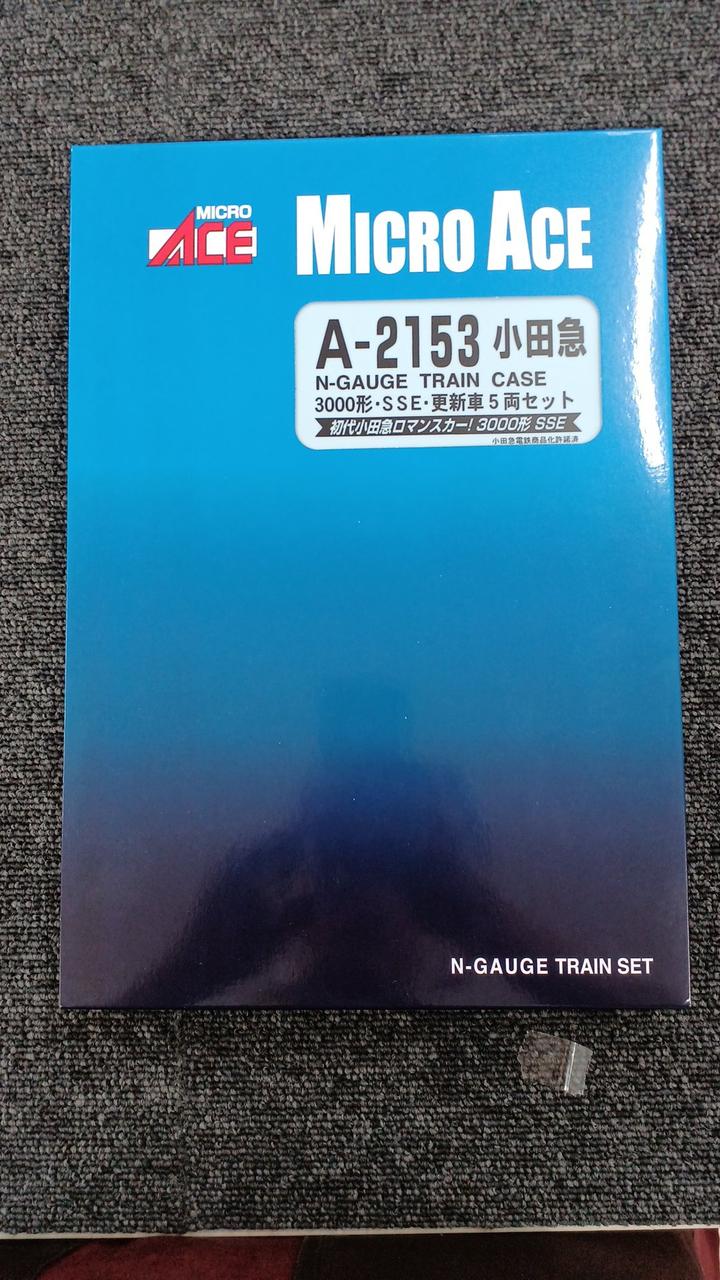 MICRO
ACE
MICRO ACE
A-2153 小田急
N-GAUGE TRAIN CASE
3000形・SSE・更新車5両セット
初代小田急ロマンスカー! 3000形 SSE
小田急電鉄商品化許諾済
N-GAUGE TRAIN SET